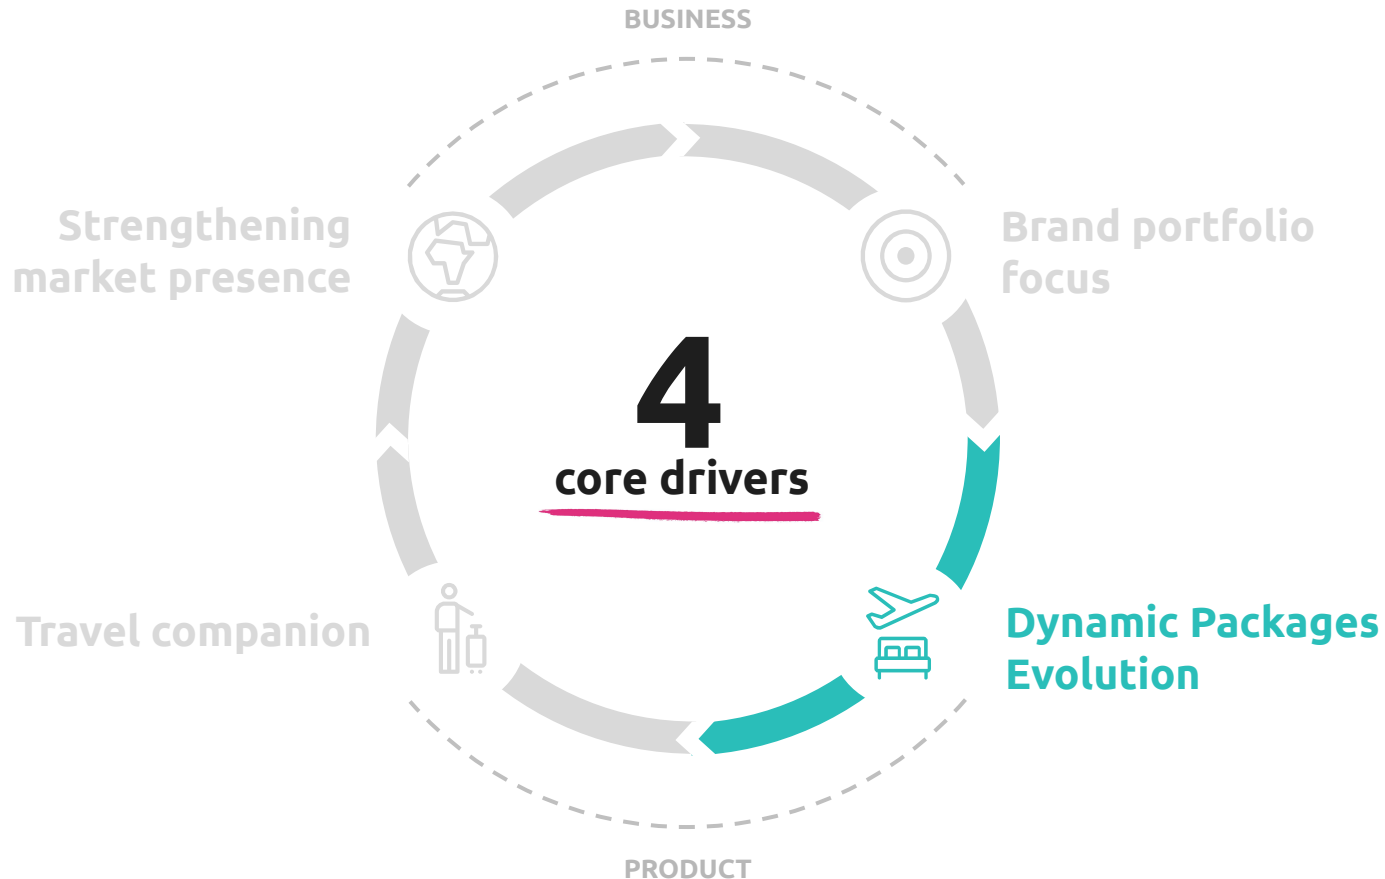 BUSINESS
Strengthening
market presence
Brand portfolio
focus
4
core drivers
Travel companion
Dynamic Packages
Evolution
PRODUCT